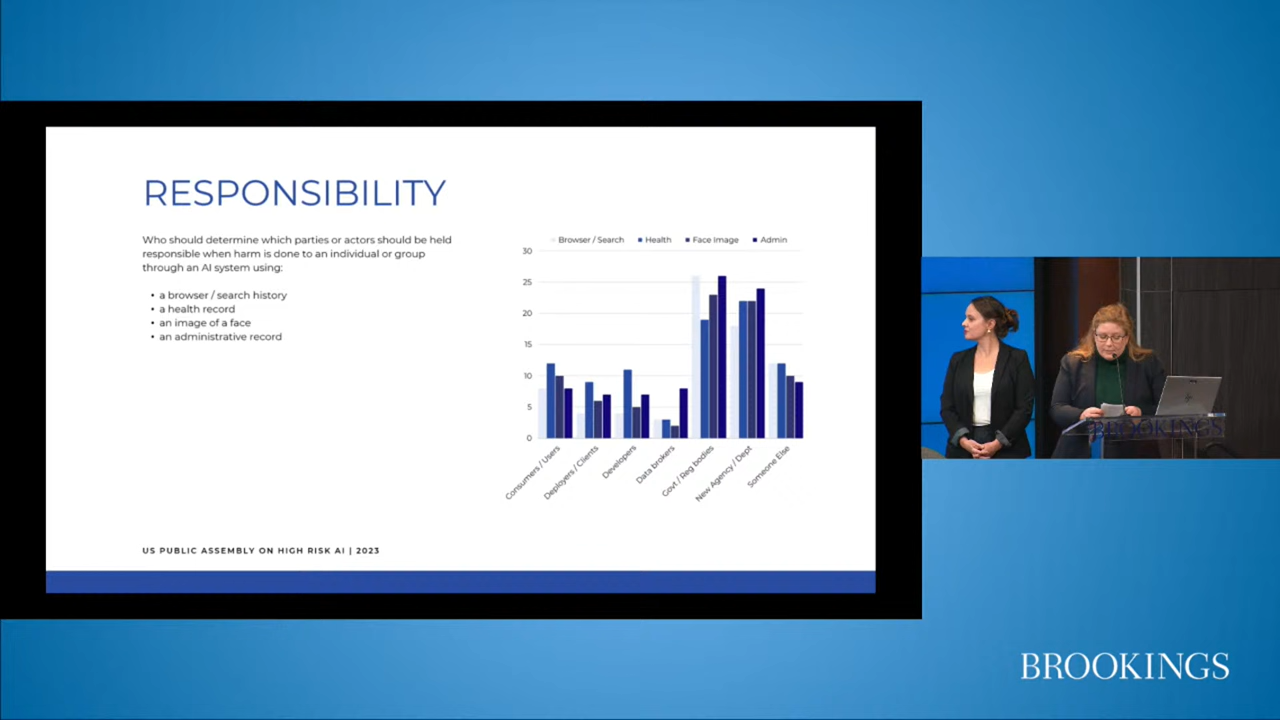 RESPONSIBILITY
Who should determine which parties or actors should be held
responsible when harm is done to an individual or group
through an AI system using:
• a browser / search history
• a health record
• an image of a face
• an administrative record
Browser / Search Health Face Image Admin
30
25
20
15
10
5
0
Consumers / Users
Deployers / Clients
Developers
Data brokers
Govt / Reg bodies
New Agency / Dept
Someone Else
US PUBLIC ASSEMBLY ON HIGH RISK AI | 2023
BROOKINGS
BROOKINGS